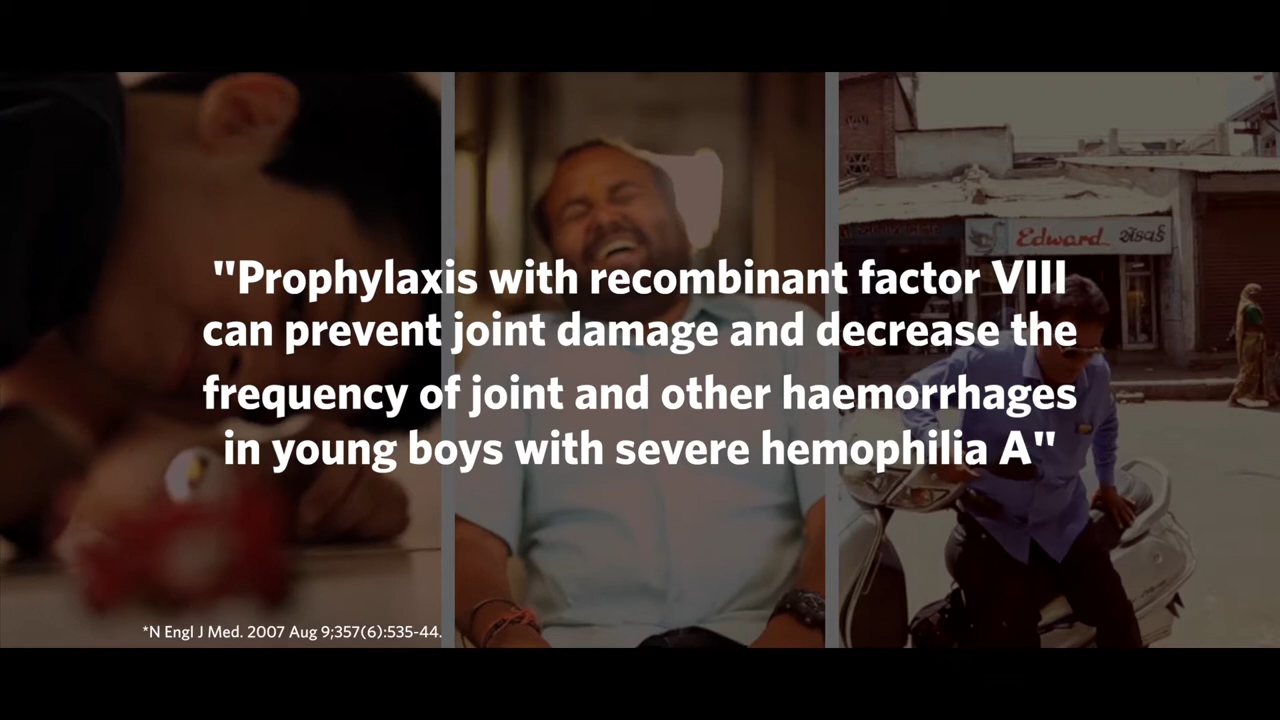 "Prophylaxis with recombinant factor VIII
can prevent joint damage and decrease the
frequency of joint and other haemorrhages
in young boys with severe hemophilia A"
Edward એડવર્ડ
*N Engl J Med. 2007 Aug 9;357(6):535-44.